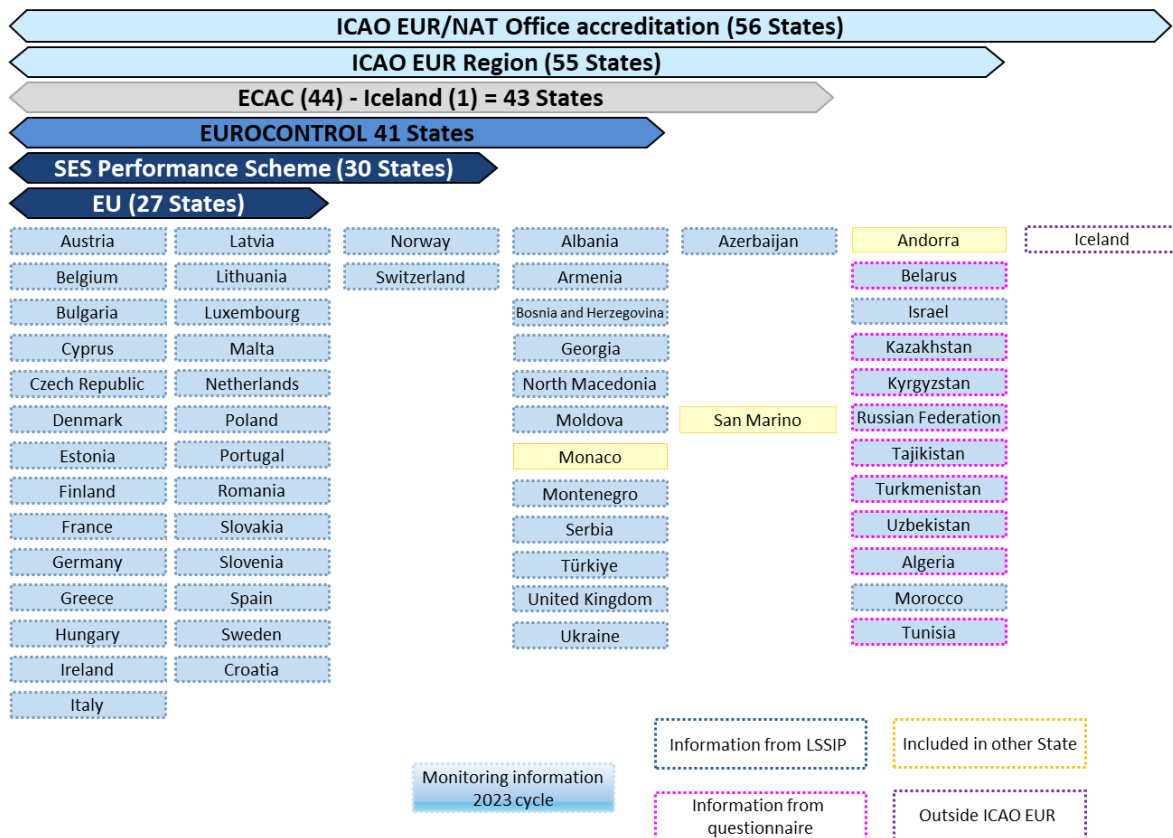 ICAO EUR/NAT Office accreditation (56 States)
ICAO EUR Region (55 States)
ECAC (44) - Iceland (1) = 43 States
EUROCONTROL 41 States
SES Performance Scheme (30 States)
EU (27 States)
Austria
Belgium
Bulgaria
Cyprus
Czech Republic
Denmark
Estonia
Finland
France
Germany
Greece
Hungary
Ireland
Italy
Latvia
Lithuania
Luxembourg
Malta
Netherlands
Poland
Portugal
Romania
Slovakia
Slovenia
Spain
Sweden
Croatia
Norway
Switzerland
Albania
Armenia
Bosnia and Herzegovina
Georgia
North Macedonia
Moldova
Monaco
Montenegro
Serbia
Türkiye
United Kingdom
Ukraine
Azerbaijan
San Marino
Andorra
Belarus
Israel
Kazakhstan
Kyrgyzstan
Russian Federation
Tajikistan
Turkmenistan
Uzbekistan
Algeria
Morocco
Tunisia
Iceland
Monitoring information
2023 cycle
Information from LSSIP
Included in other State
Information from
questionnaire
Outside ICAO EUR